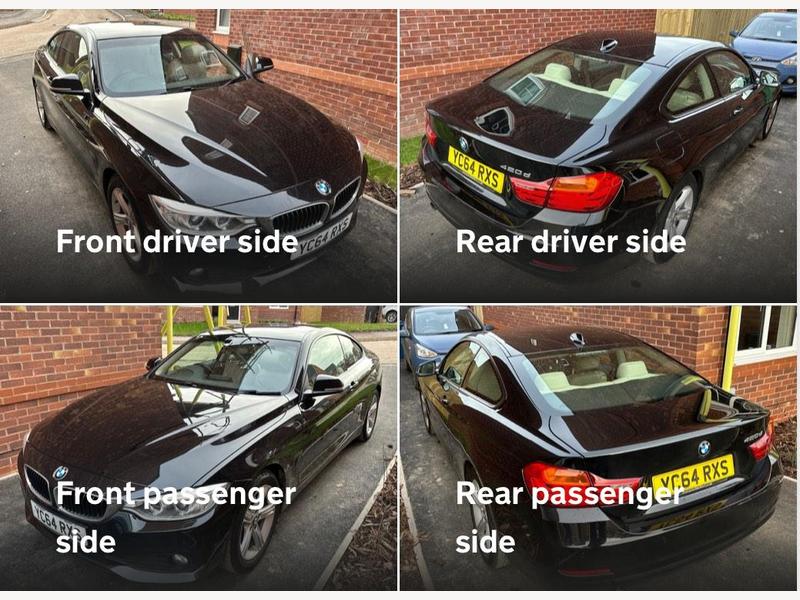 YC64 RXS
Front driver side
YC64 RXS
420d
Rear driver side
Front passenger
side
YC64 RXS
Rear passenger
side